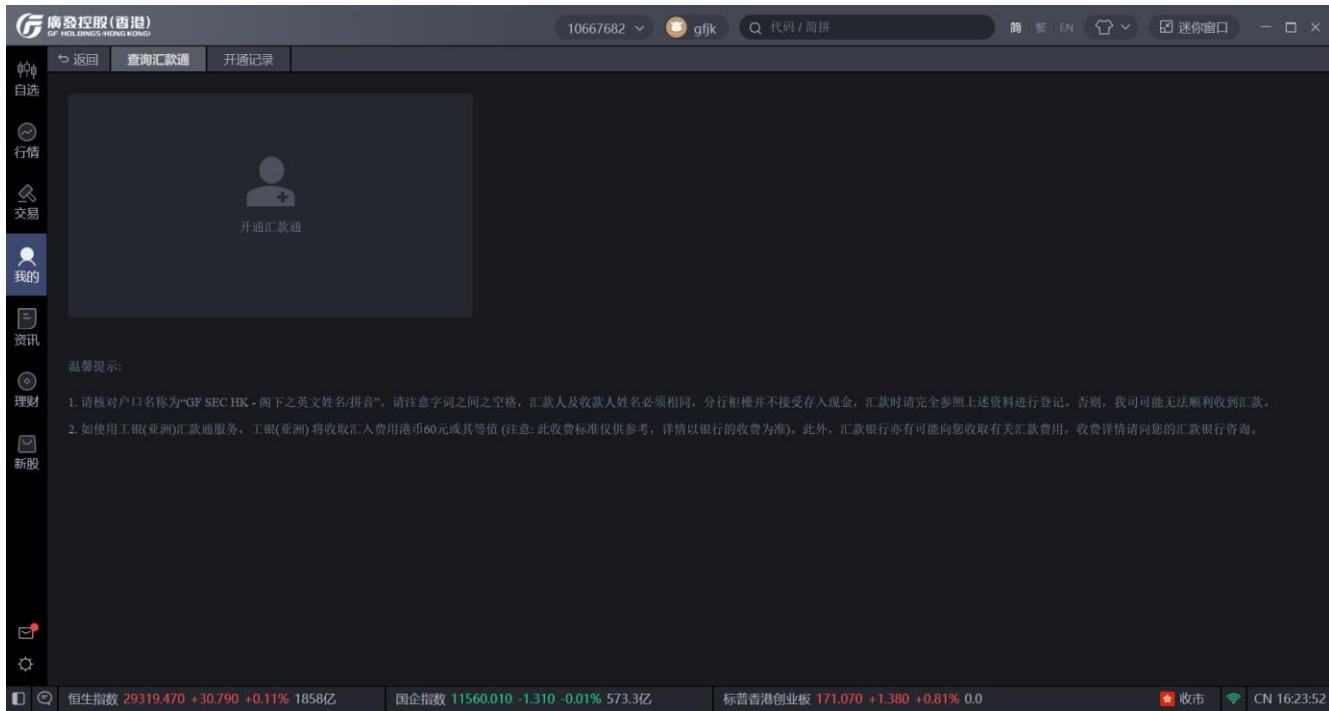 廣發控股(香港)
GF HOLDINGS (HONG KONG)
10667682
gfjk
代码 / 简拼
简 繁 EN
迷你窗口
返回 查询汇款通 开通记录
自选
行情
交易
我的
资讯
理财
新股
开通汇款通
温馨提示:
1. 请核对户口名称为“GF SEC HK - 阁下之英文姓名/拼音”, 请注意字词之间之空格, 汇款人及收款人姓名必须相同, 分行柜檯并不接受存入现金, 汇款时请完全参照上述资料进行登记。否则, 我司可能无法顺利收到汇款。
2. 如使用工银(亚洲)汇款通服务, 工银(亚洲) 将收取汇入费用港币60元或其等值 (注意: 此收费标准仅供参考, 详情以银行的收费为准)。此外, 汇款银行亦有可能向您收取有关汇款费用, 收费详情请向您的汇款银行咨询。
恒生指数 29319.470 +30.790 +0.11% 1858亿 国企指数 11560.010 -1.310 -0.01% 573.3亿 标普香港创业板 171.070 +1.380 +0.81% 0.0 收市 CN 16:23:52